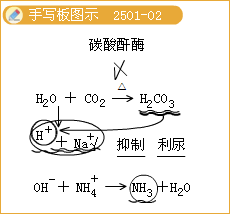 手写板图示 2501-02
碳酸酐酶
H₂O + CO₂ → H₂CO₃
H⁺ + Na⁺ 抑制 利尿
OH⁻ + NH₄⁺ → NH₃ + H₂O